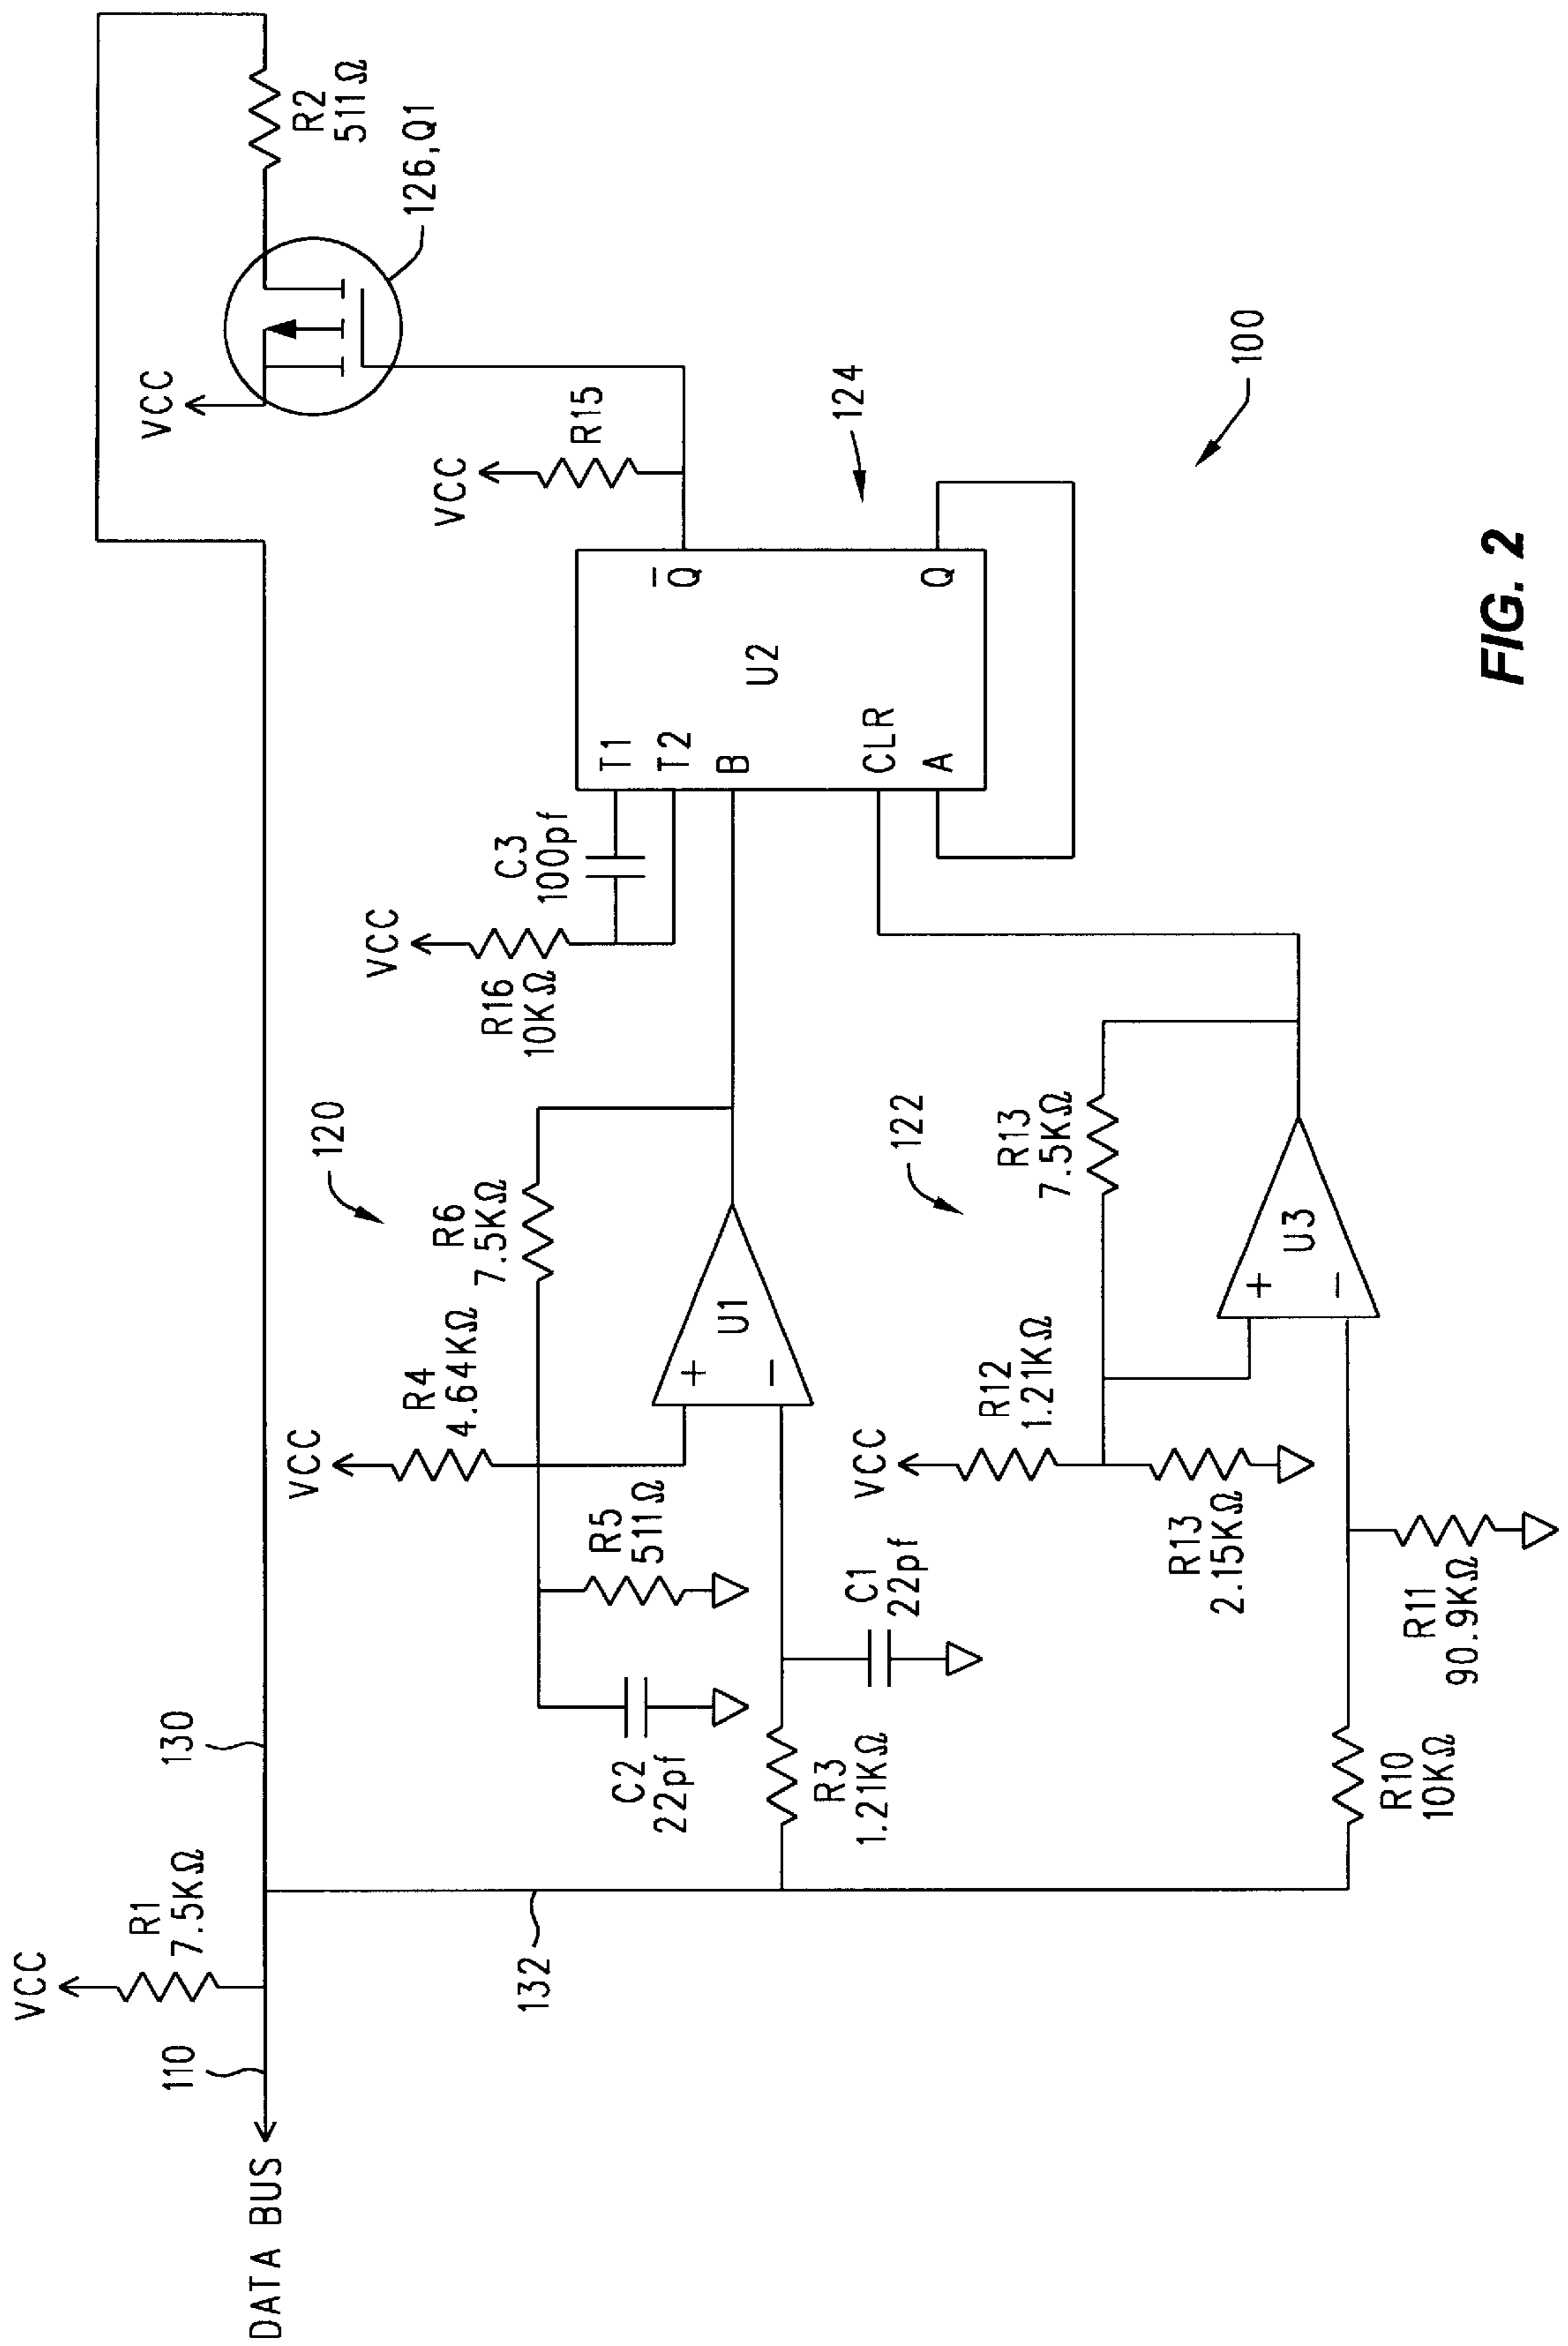 DATA BUS
110
VCC
R1
7.5KΩ
130
132
R2
511Ω
VCC
126,Q1
VCC
R15
VCC
R16
10KΩ
C3
100pf
T1
T2
B
CLR
A
U2
Q̅
Q
124
100
120
VCC
R4
4.64KΩ
R6
7.5KΩ
R5
511Ω
C2
22pf
+
−
U1
R3
1.21KΩ
C1
22pf
122
VCC
R12
1.21KΩ
R13
7.5KΩ
R13
2.15KΩ
+
−
U3
R10
10KΩ
R11
90.9KΩ
FIG. 2